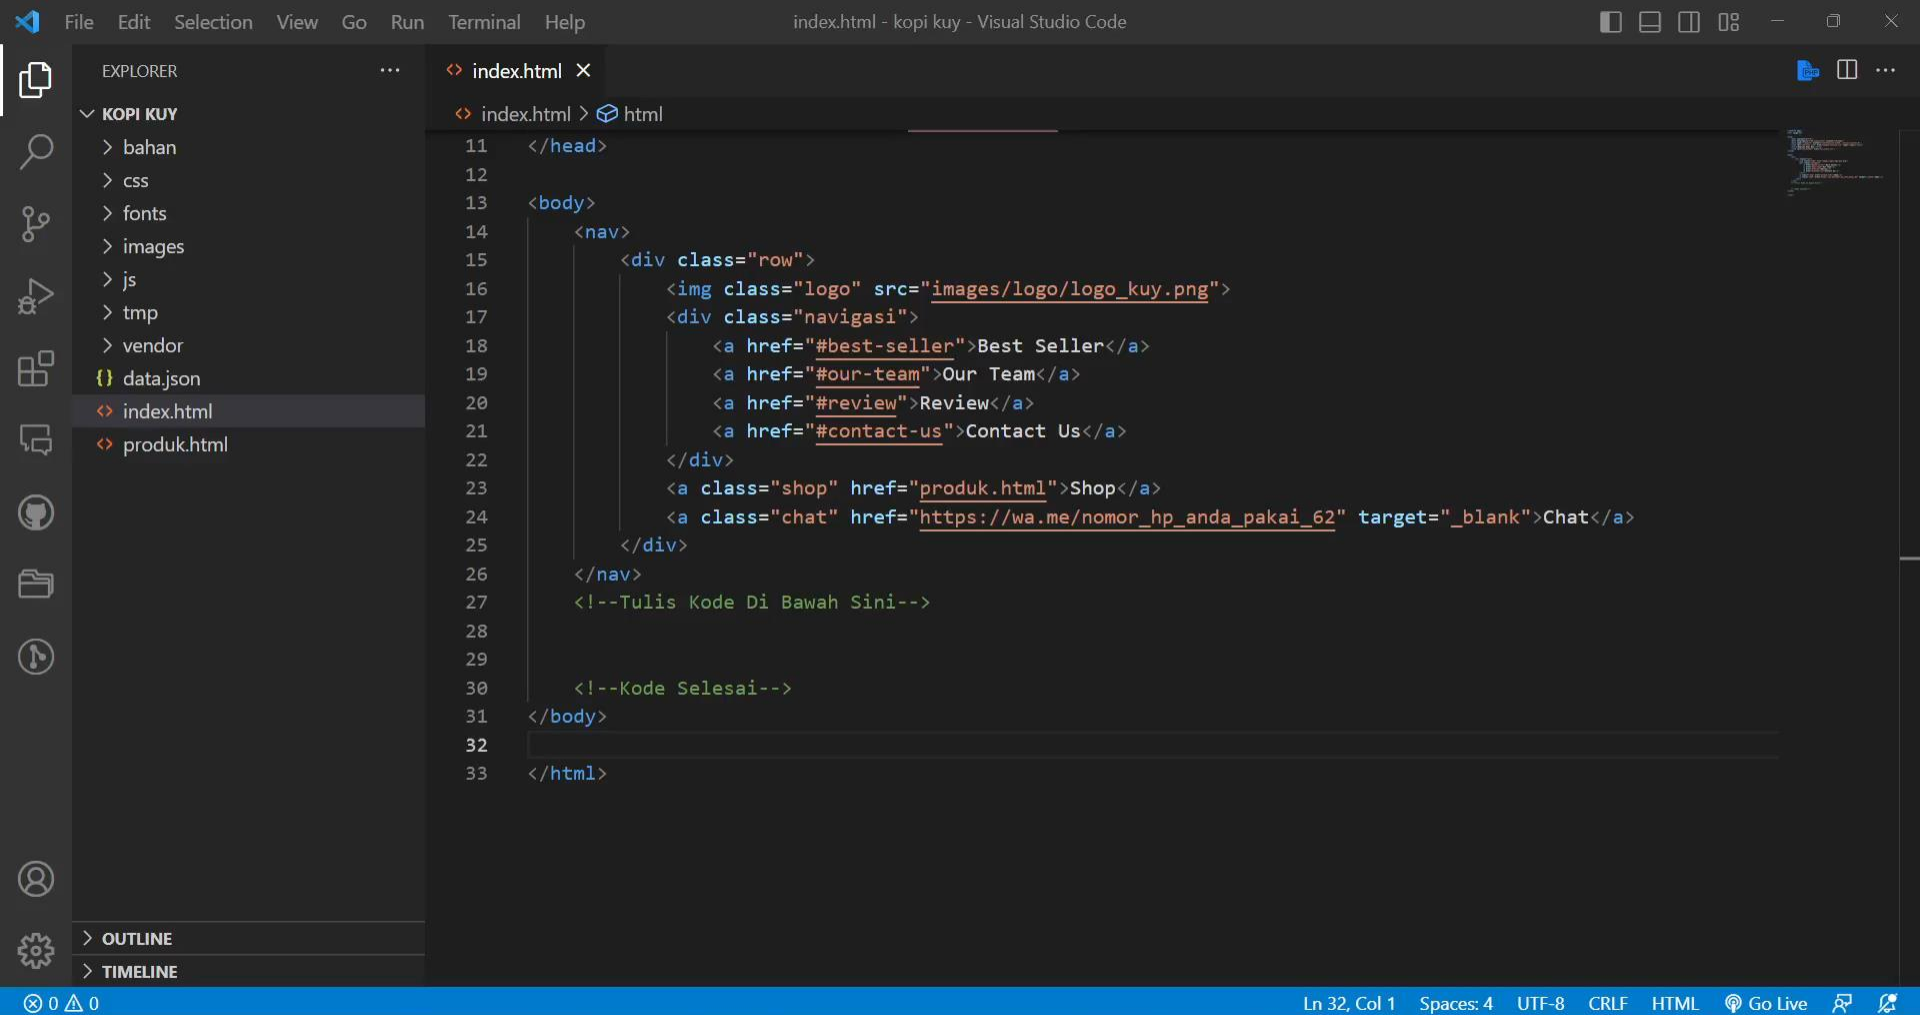 File Edit Selection View Go Run Terminal Help index.html - kopi kuy - Visual Studio Code
EXPLORER
KOPI KUY
bahan
css
fonts
images
js
tmp
vendor
{} data.json
<> index.html
<> produk.html
OUTLINE
TIMELINE
<> index.html
<> index.html > html
11 </head>
12
13 <body>
14 <nav>
15 <div class="row">
16 <img class="logo" src="images/logo/logo_kuy.png">
17 <div class="navigasi">
18 <a href="#best-seller">Best Seller</a>
19 <a href="#our-team">Our Team</a>
20 <a href="#review">Review</a>
21 <a href="#contact-us">Contact Us</a>
22 </div>
23 <a class="shop" href="produk.html">Shop</a>
24 <a class="chat" href="https://wa.me/nomor_hp_anda_pakai_62" target="_blank">Chat</a>
25 </div>
26 </nav>
27 <!--Tulis Kode Di Bawah Sini-->
28
29
30 <!--Kode Selesai-->
31 </body>
32
33 </html>
0 0 Ln 32, Col 1 Spaces: 4 UTF-8 CRLF HTML Go Live